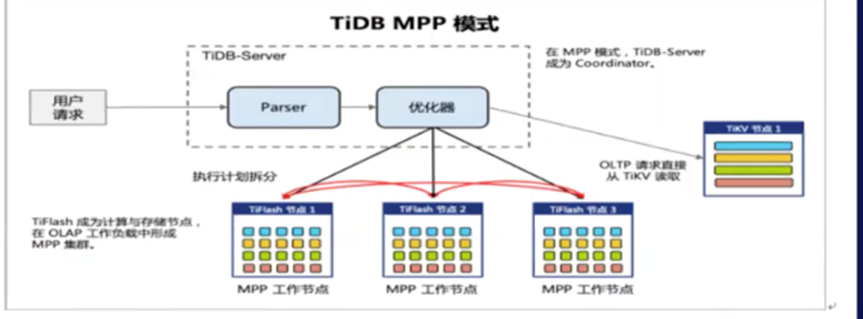 TiDB MPP 模式
TiDB-Server
在 MPP 模式，TiDB-Server
成为 Coordinator。
用户
请求
Parser
优化器
TiKV 节点 1
OLTP 请求直接
从 TiKV 读取
执行计划拆分
TiFlash 节点 1
TiFlash 节点 2
TiFlash 节点 3
TiFlash 成为计算与存储节点，
在 OLAP 工作负载中形成
MPP 集群。
MPP 工作节点
MPP 工作节点
MPP 工作节点